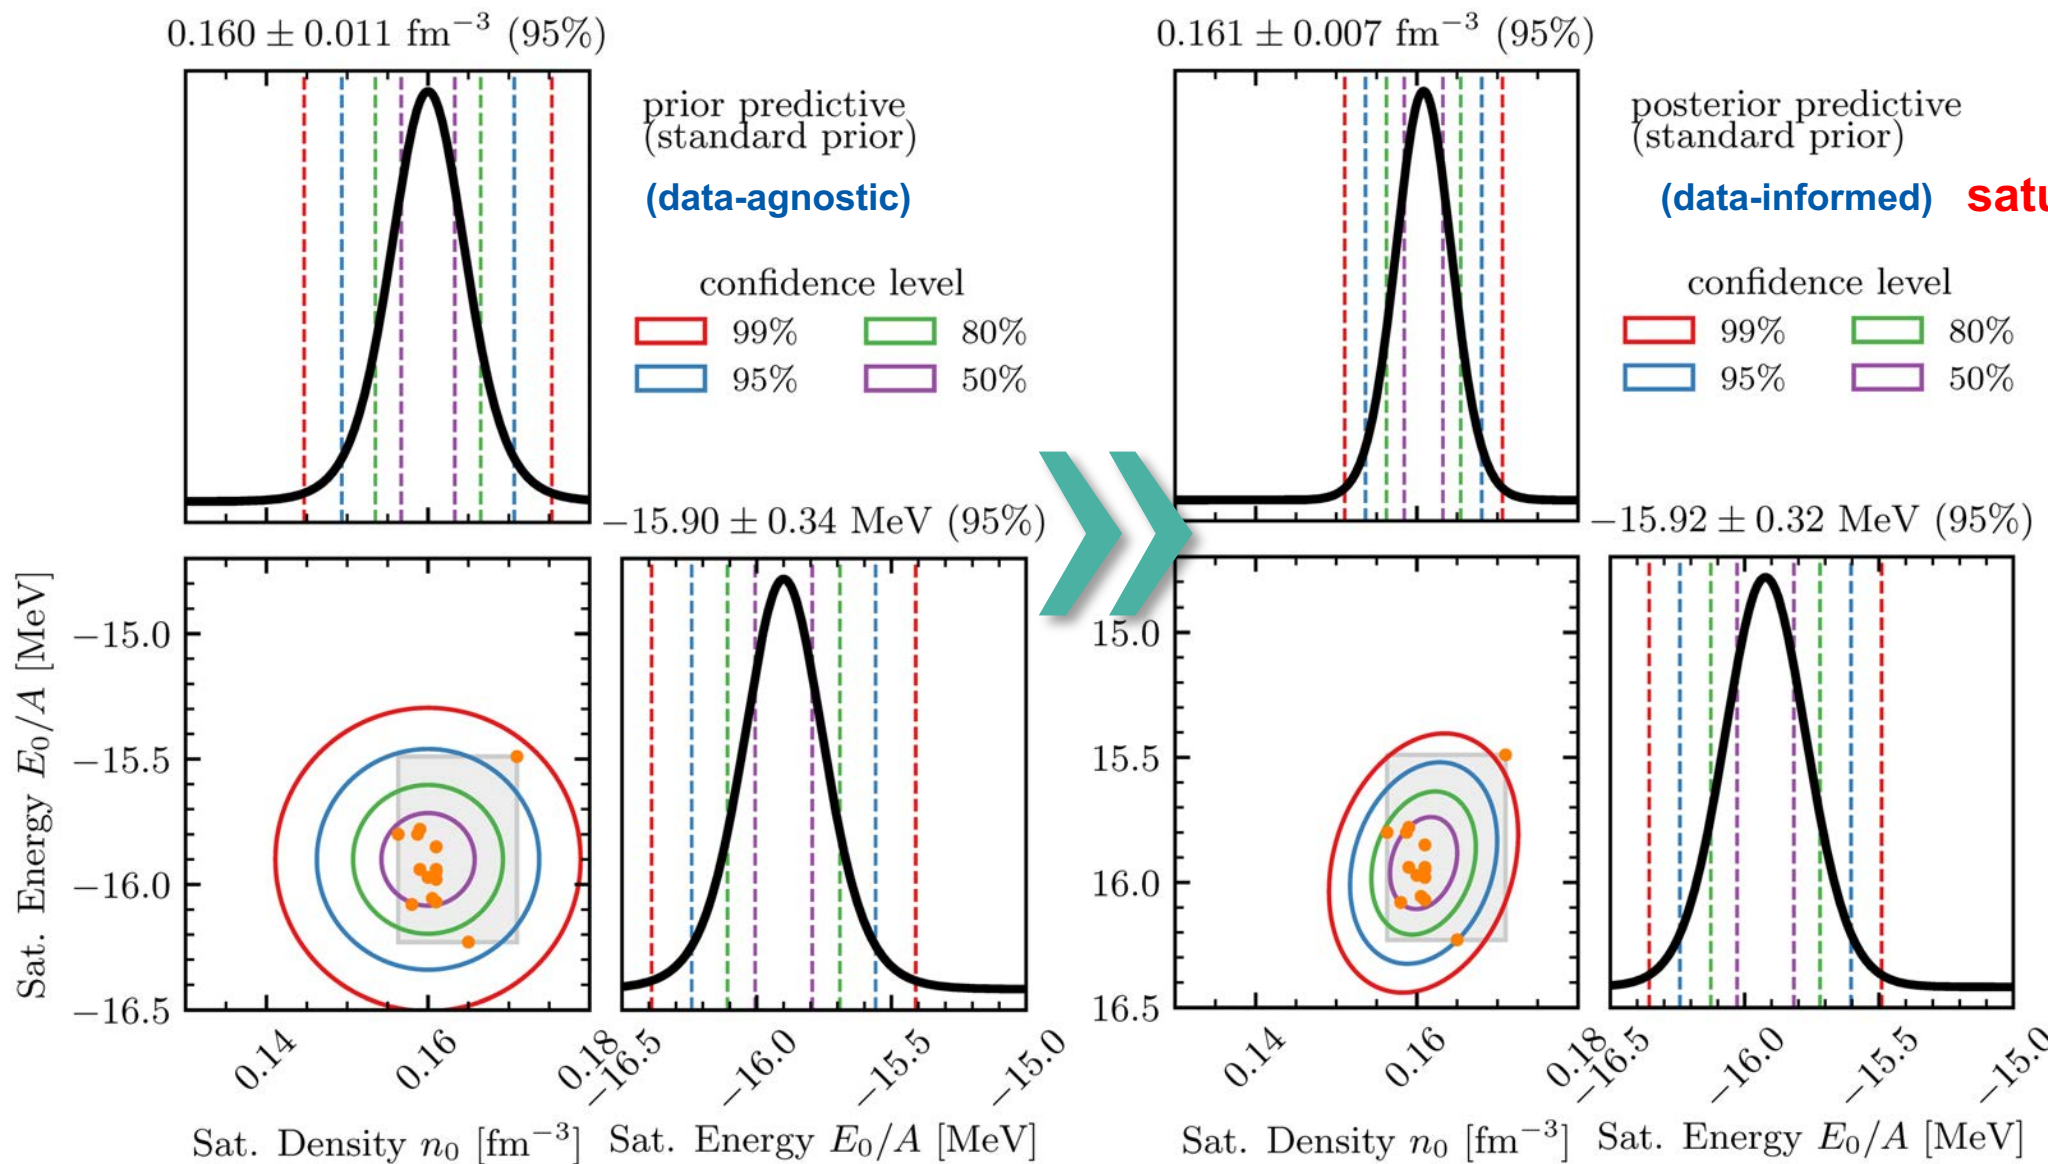 0.160 ± 0.011 fm⁻³ (95%)
prior predictive
(standard prior)
(data-agnostic)
confidence level
99% 80%
95% 50%
−15.90 ± 0.34 MeV (95%)
Sat. Energy E₀/A [MeV]
−15.0
−15.5
−16.0
−16.5
0.14 0.16 0.18
Sat. Density n₀ [fm⁻³]
−16.5 −16.0 −15.5 −15.0
Sat. Energy E₀/A [MeV]
0.161 ± 0.007 fm⁻³ (95%)
posterior predictive
(standard prior)
(data-informed)
confidence level
99% 80%
95% 50%
−15.92 ± 0.32 MeV (95%)
15.0
15.5
16.0
16.5
0.14 0.16 0.18
Sat. Density n₀ [fm⁻³]
−16.5 −16.0 −15.5 −15.0
Sat. Energy E₀/A [MeV]